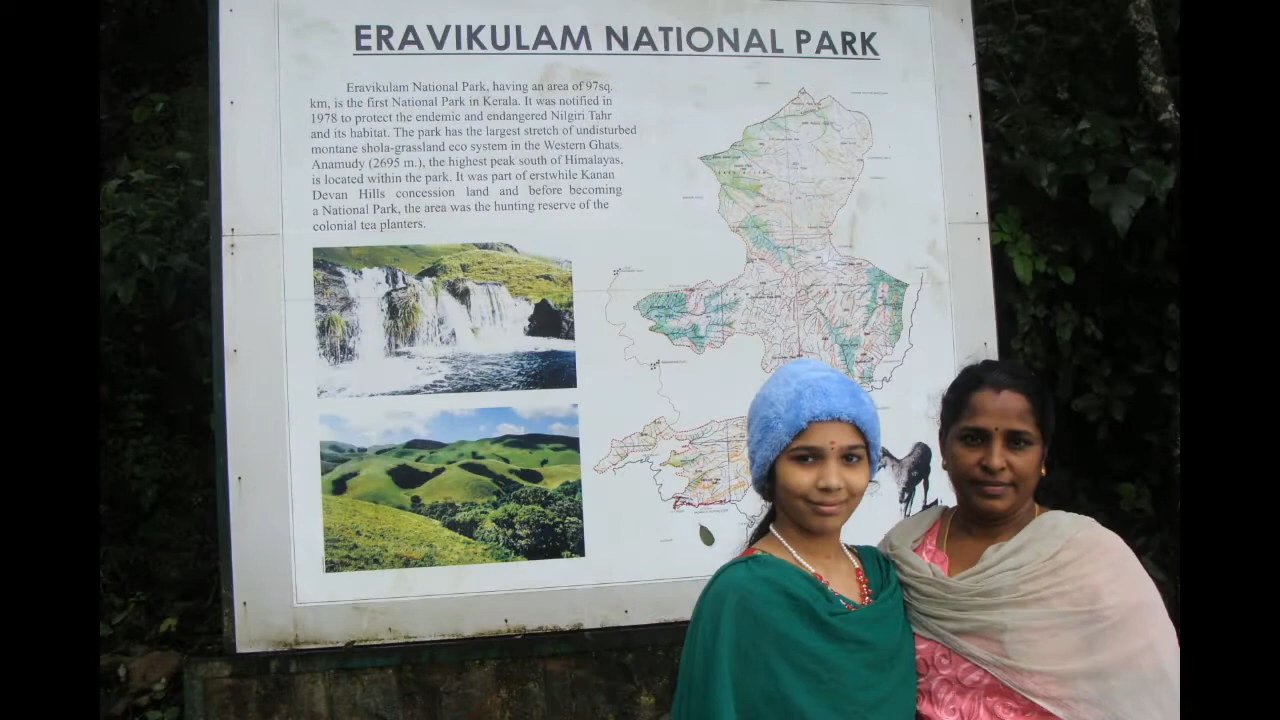 ERAVIKULAM NATIONAL PARK
Eravikulam National Park, having an area of 97sq.
km, is the first National Park in Kerala. It was notified in
1978 to protect the endemic and endangered Nilgiri Tahr
and its habitat. The park has the largest stretch of undisturbed
montane shola-grassland eco system in the Western Ghats.
Anamudy (2695 m.), the highest peak south of Himalayas,
is located within the park. It was part of erstwhile Kanan
Devan Hills concession land and before becoming
a National Park, the area was the hunting reserve of the
colonial tea planters.